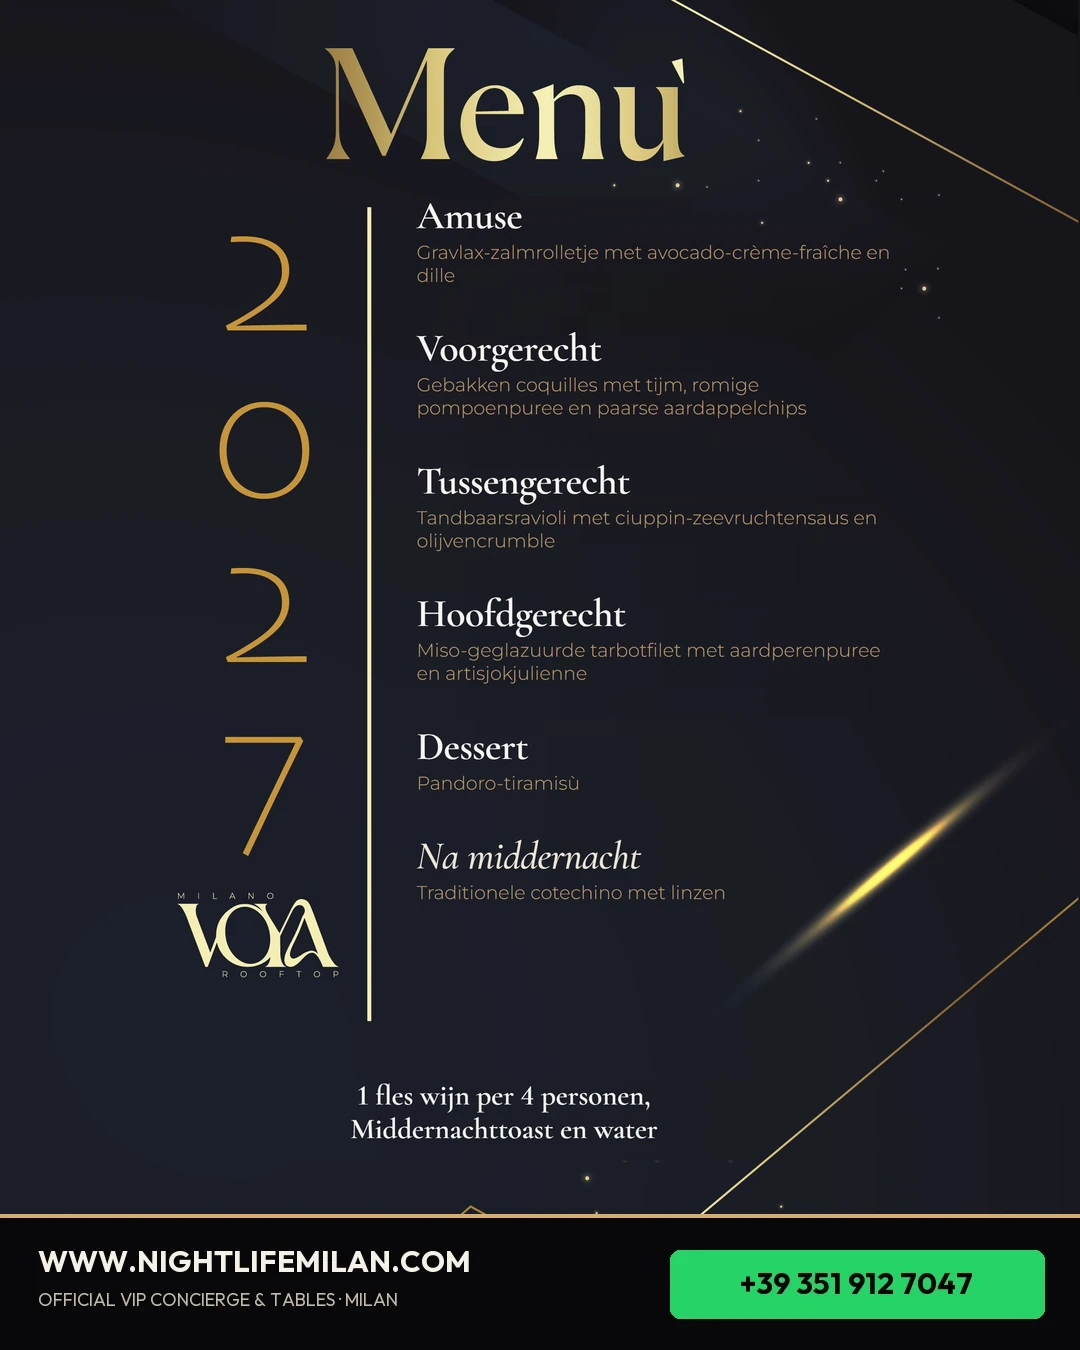 Menù
2
0
2
7
MILANO
VOYA
ROOFTOP
Amuse
Gravlax-zalmrolletje met avocado-crème-fraîche en
dille
Voorgerecht
Gebakken coquilles met tijm, romige
pompoenpuree en paarse aardappelchips
Tussengerecht
Tandbaarsravioli met ciuppin-zeevruchtensaus en
olijvencrumble
Hoofdgerecht
Miso-geglazuurde tarbotfilet met aardperenpuree
en artisjokjulienne
Dessert
Pandoro-tiramisù
Na middernacht
Traditionele cotechino met linzen
1 fles wijn per 4 personen,
Middernachttoast en water
WWW.NIGHTLIFEMILAN.COM
OFFICIAL VIP CONCIERGE & TABLES · MILAN
+39 351 912 7047